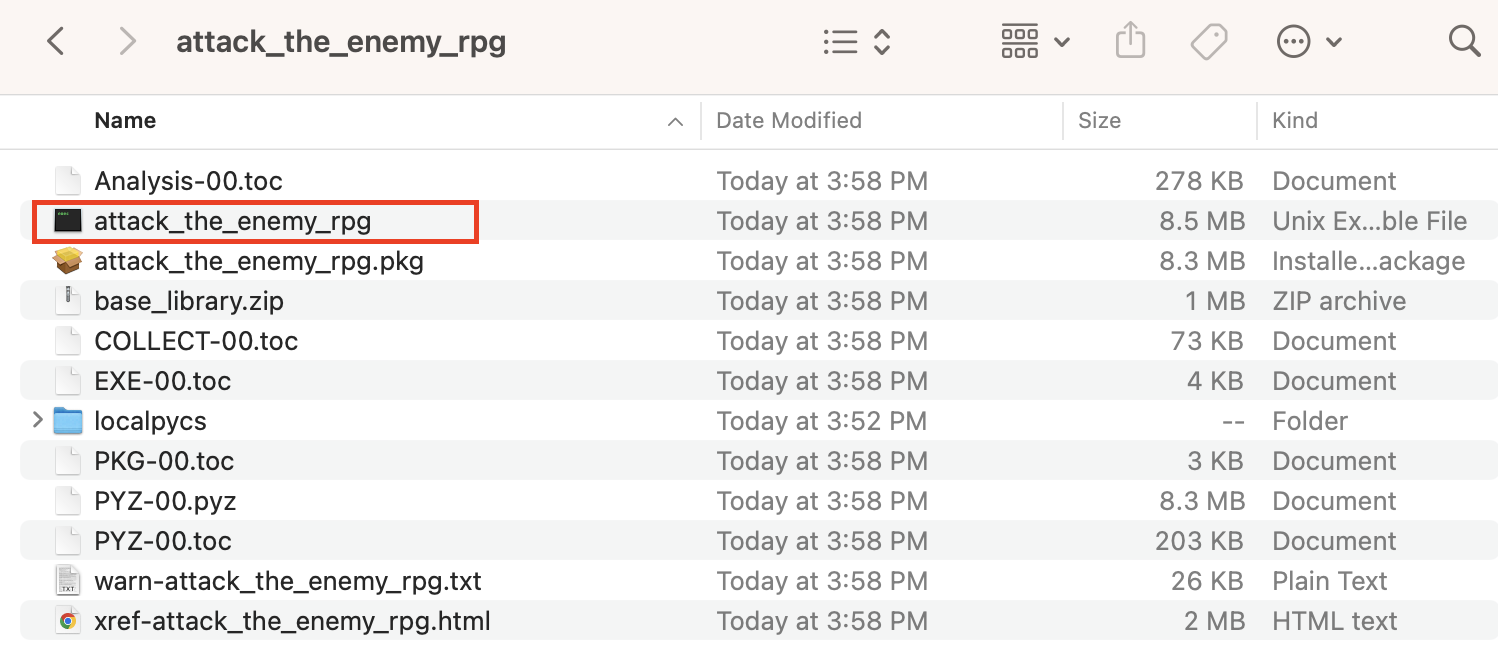 attack_the_enemy_rpg
Name Date Modified Size Kind
Analysis-00.toc Today at 3:58 PM 278 KB Document
attack_the_enemy_rpg Today at 3:58 PM 8.5 MB Unix Ex...ble File
attack_the_enemy_rpg.pkg Today at 3:58 PM 8.3 MB Installe...ackage
base_library.zip Today at 3:58 PM 1 MB ZIP archive
COLLECT-00.toc Today at 3:58 PM 73 KB Document
EXE-00.toc Today at 3:58 PM 4 KB Document
localpycs Today at 3:52 PM -- Folder
PKG-00.toc Today at 3:58 PM 3 KB Document
PYZ-00.pyz Today at 3:58 PM 8.3 MB Document
PYZ-00.toc Today at 3:58 PM 203 KB Document
warn-attack_the_enemy_rpg.txt Today at 3:58 PM 26 KB Plain Text
xref-attack_the_enemy_rpg.html Today at 3:58 PM 2 MB HTML text